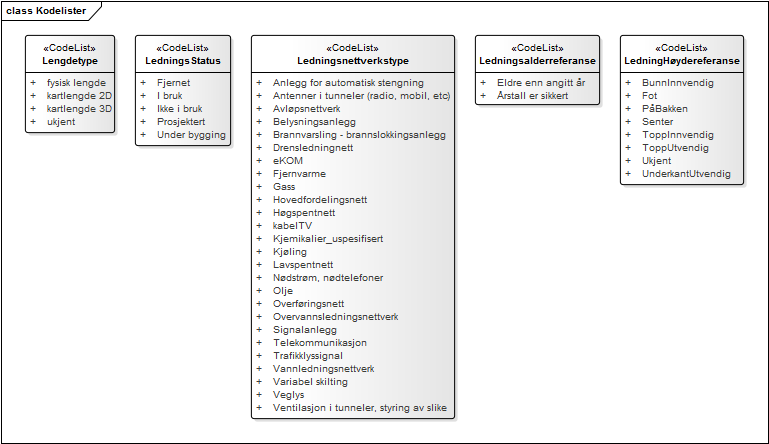 class Kodelister
«CodeList»
Lengdetype
+ fysisk lengde
+ kartlengde 2D
+ kartlengde 3D
+ ukjent
«CodeList»
LedningsStatus
+ Fjernet
+ I bruk
+ Ikke i bruk
+ Prosjektert
+ Under bygging
«CodeList»
Ledningsnettverkstype
+ Anlegg for automatisk stengning
+ Antenner i tunneler (radio, mobil, etc)
+ Avløpsnettverk
+ Belysningsanlegg
+ Brannvarsling - brannslokkingsanlegg
+ Drensledningnett
+ eKOM
+ Fjernvarme
+ Gass
+ Hovedfordelingsnett
+ Høgspentnett
+ kabelTV
+ Kjemikalier_uspesifisert
+ Kjøling
+ Lavspentnett
+ Nødstrøm, nødtelefoner
+ Olje
+ Overføringsnett
+ Overvannsledningsnettverk
+ Signalanlegg
+ Telekommunikasjon
+ Trafikklyssignal
+ Vannledningsnettverk
+ Variabel skilting
+ Veglys
+ Ventilasjon i tunneler, styring av slike
«CodeList»
Ledningsalderreferanse
+ Eldre enn angitt år
+ Årstall er sikkert
«CodeList»
LedningHøydereferanse
+ BunnInnvendig
+ Fot
+ PåBakken
+ Senter
+ ToppInnvendig
+ ToppUtvendig
+ Ukjent
+ UnderkantUtvendig